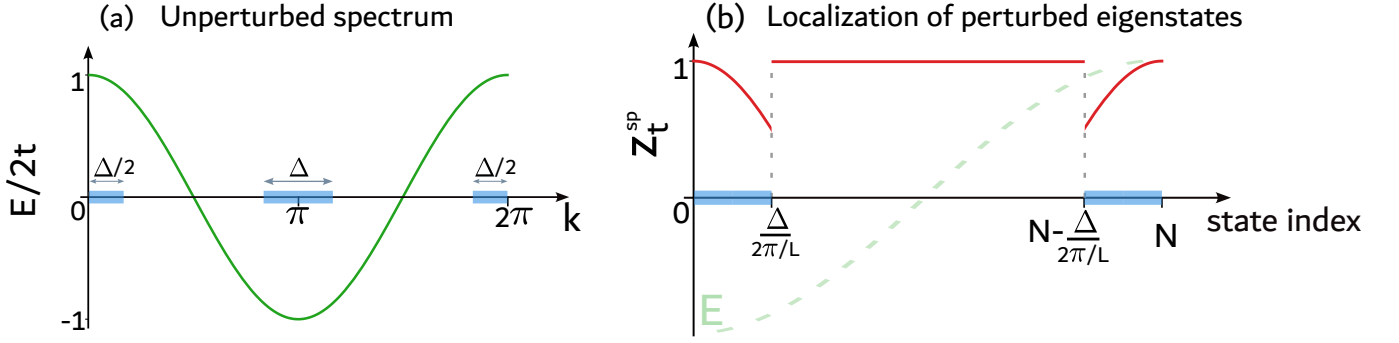 (a) Unperturbed spectrum
E/2t
1
0
-1
Δ/2
Δ
Δ/2
π
2π
k
(b) Localization of perturbed eigenstates
Z_t^sp
1
0
Δ
2π/L
N-Δ
2π/L
N
state index
E